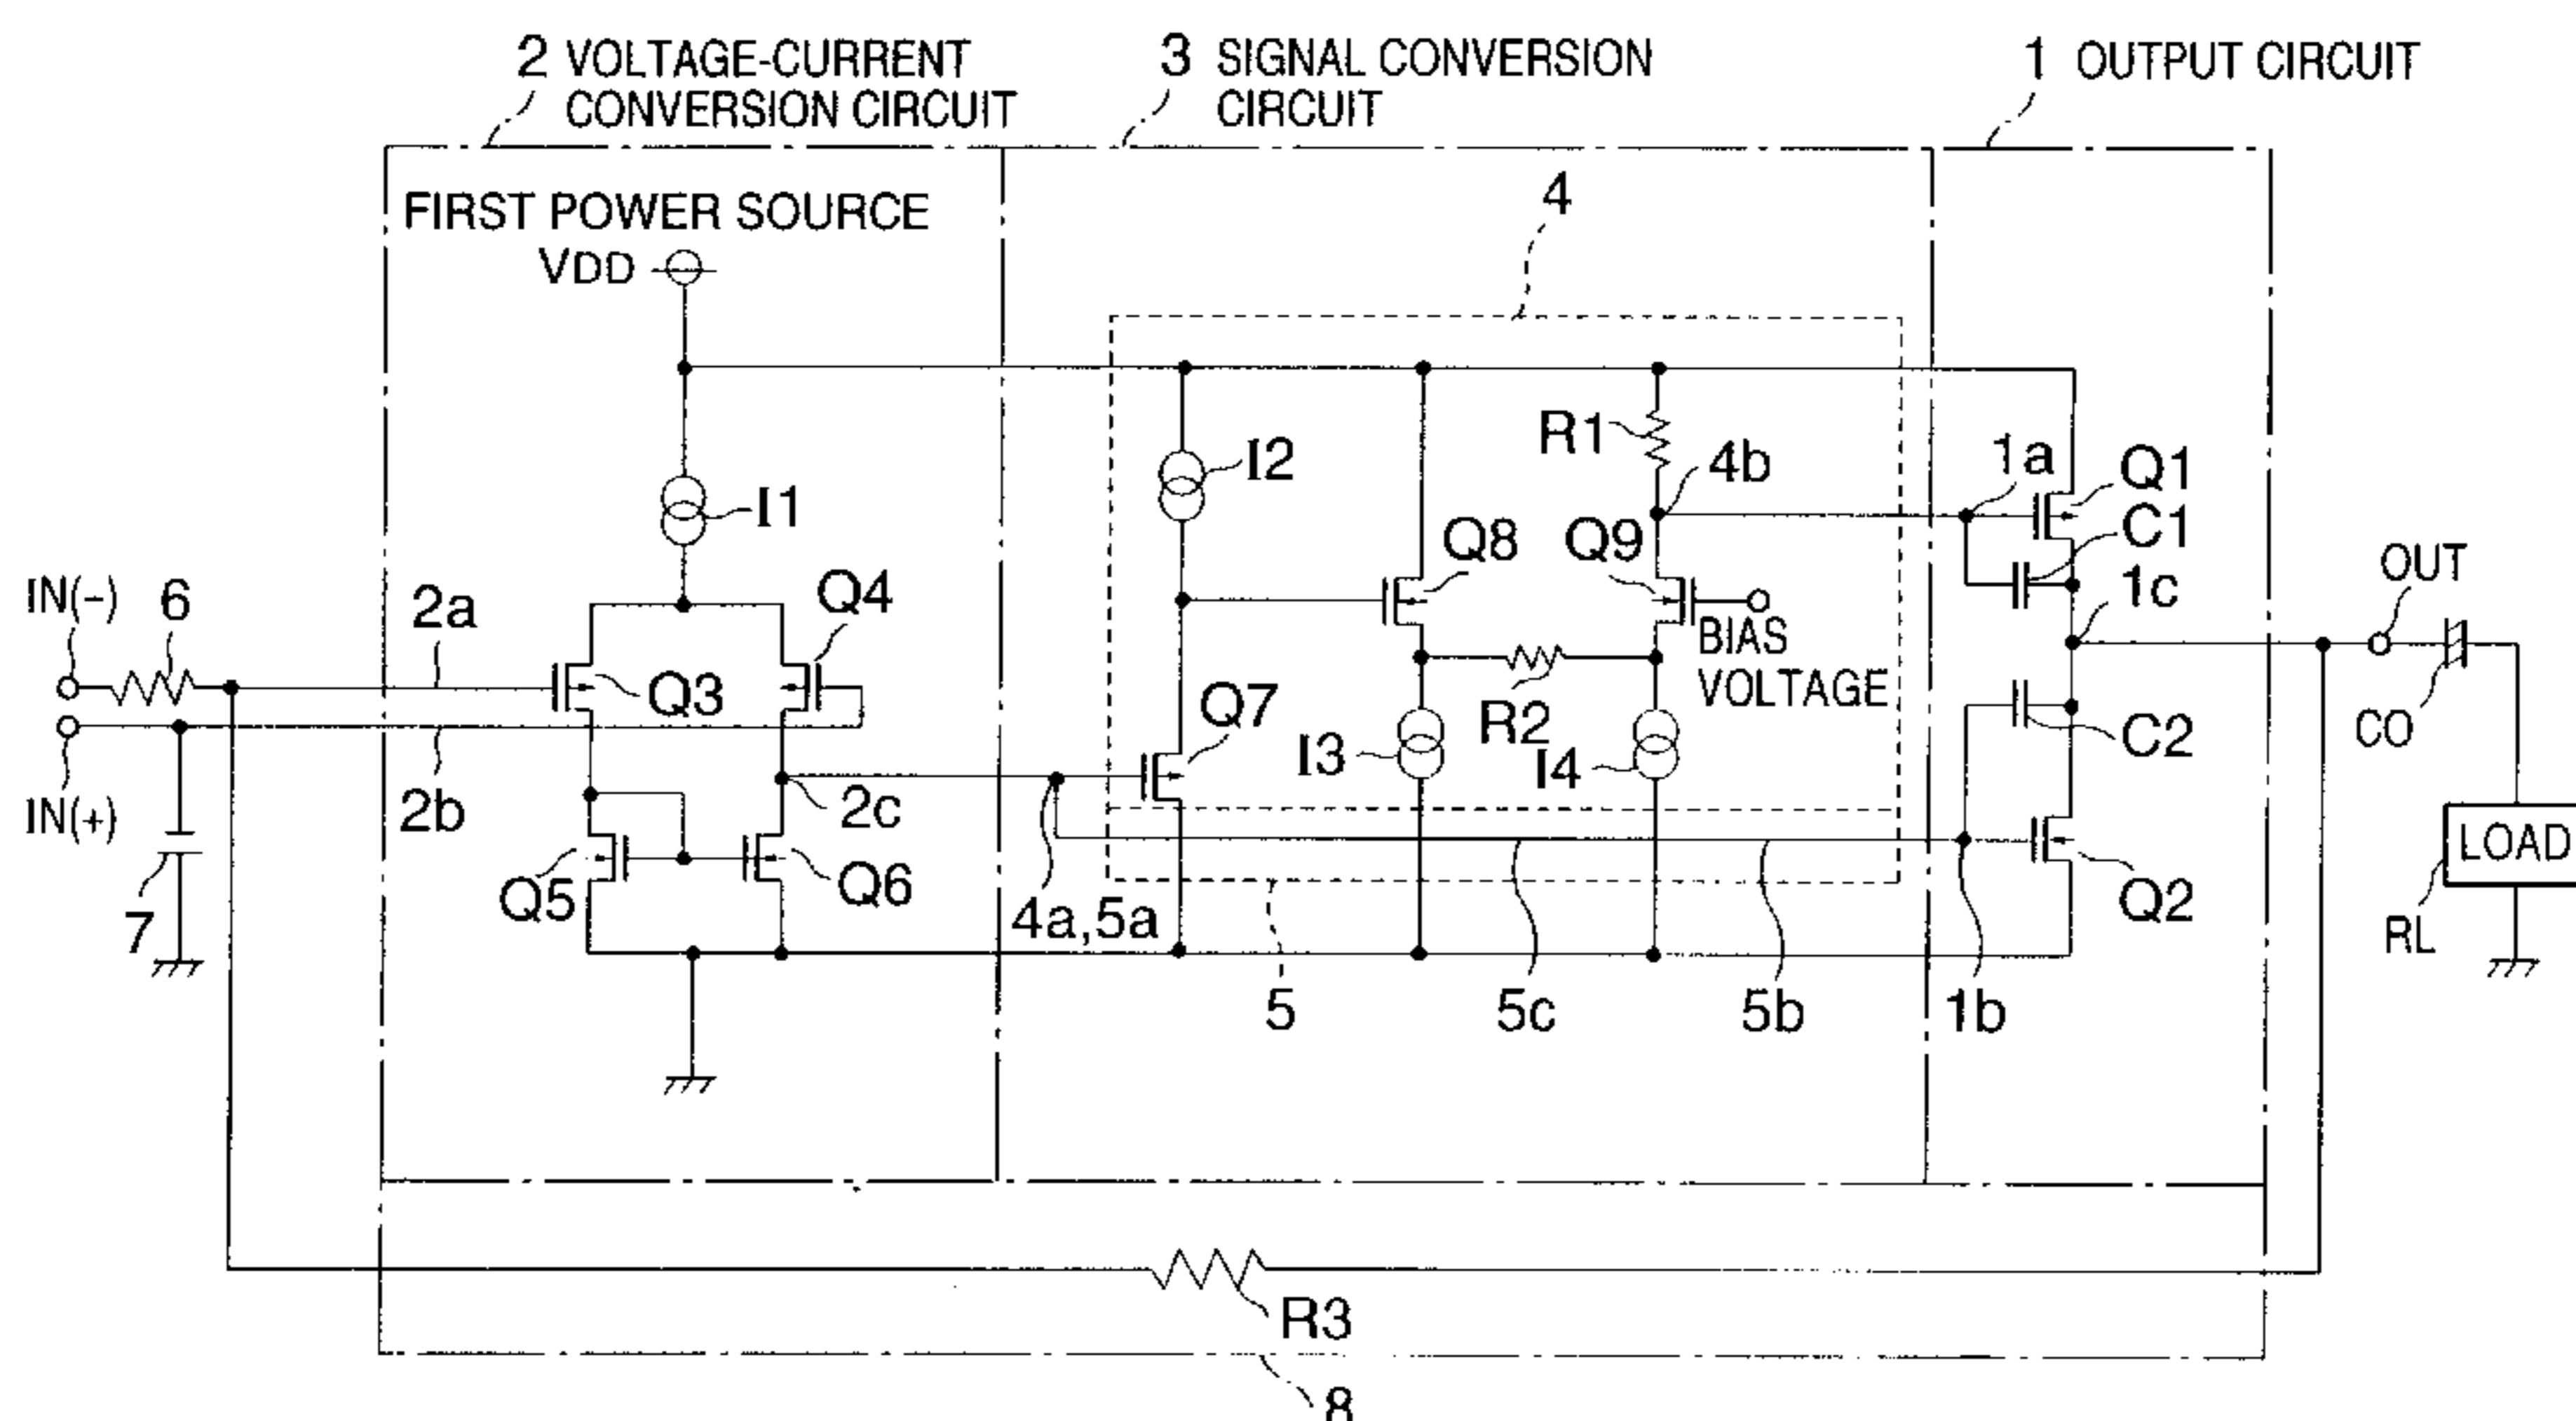 2 VOLTAGE-CURRENT
CONVERSION CIRCUIT
3 SIGNAL CONVERSION
CIRCUIT
1 OUTPUT CIRCUIT
FIRST POWER SOURCE
VDD
4
I1
I2
R1
4b
1a
Q1
C1
1c
OUT
Q8
Q9
BIAS
VOLTAGE
IN(-)
6
2a
Q4
Q3
Q7
R2
I3
I4
C2
CO
IN(+)
2b
2c
7
Q5
Q6
4a,5a
5
5c
5b
1b
Q2
LOAD
RL
R3
8